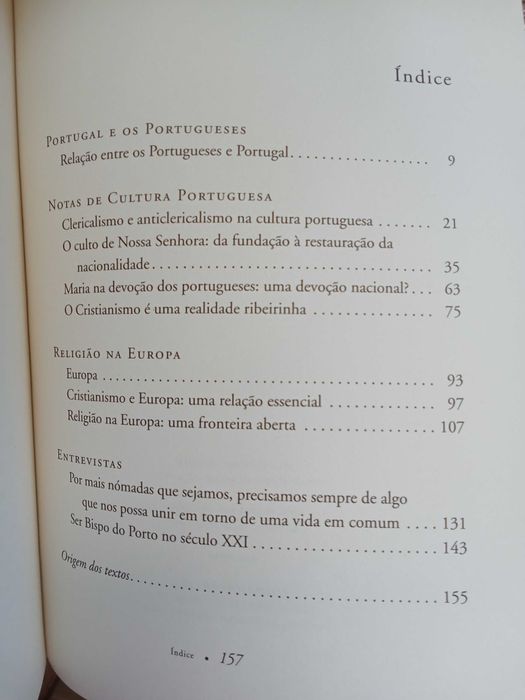 Índice
Portugal e os Portugueses
Relação entre os Portugueses e Portugal. . . . . . . . . . . . . . . . . . 9
Notas de Cultura Portuguesa
Clericalismo e anticlericalismo na cultura portuguesa . . . . . . . 21
O culto de Nossa Senhora: da fundação à restauração da
nacionalidade. . . . . . . . . . . . . . . . . . . . . . . . . . . . . . . . . . . 35
Maria na devoção dos portugueses: uma devoção nacional?. . . 63
O Cristianismo é uma realidade ribeirinha . . . . . . . . . . . . . . . 75
Religião na Europa
Europa . . . . . . . . . . . . . . . . . . . . . . . . . . . . . . . . . . . . . . . . . 93
Cristianismo e Europa: uma relação essencial . . . . . . . . . . . . . 97
Religião na Europa: uma fronteira aberta . . . . . . . . . . . . . . . . 107
Entrevistas
Por mais nómadas que sejamos, precisamos sempre de algo
que nos possa unir em torno de uma vida em comum . . . . 131
Ser Bispo do Porto no século XXI . . . . . . . . . . . . . . . . . . . . . . 143
Origem dos textos. . . . . . . . . . . . . . . . . . . . . . . . . . . . . . . . . . . . 155
Índice • 157